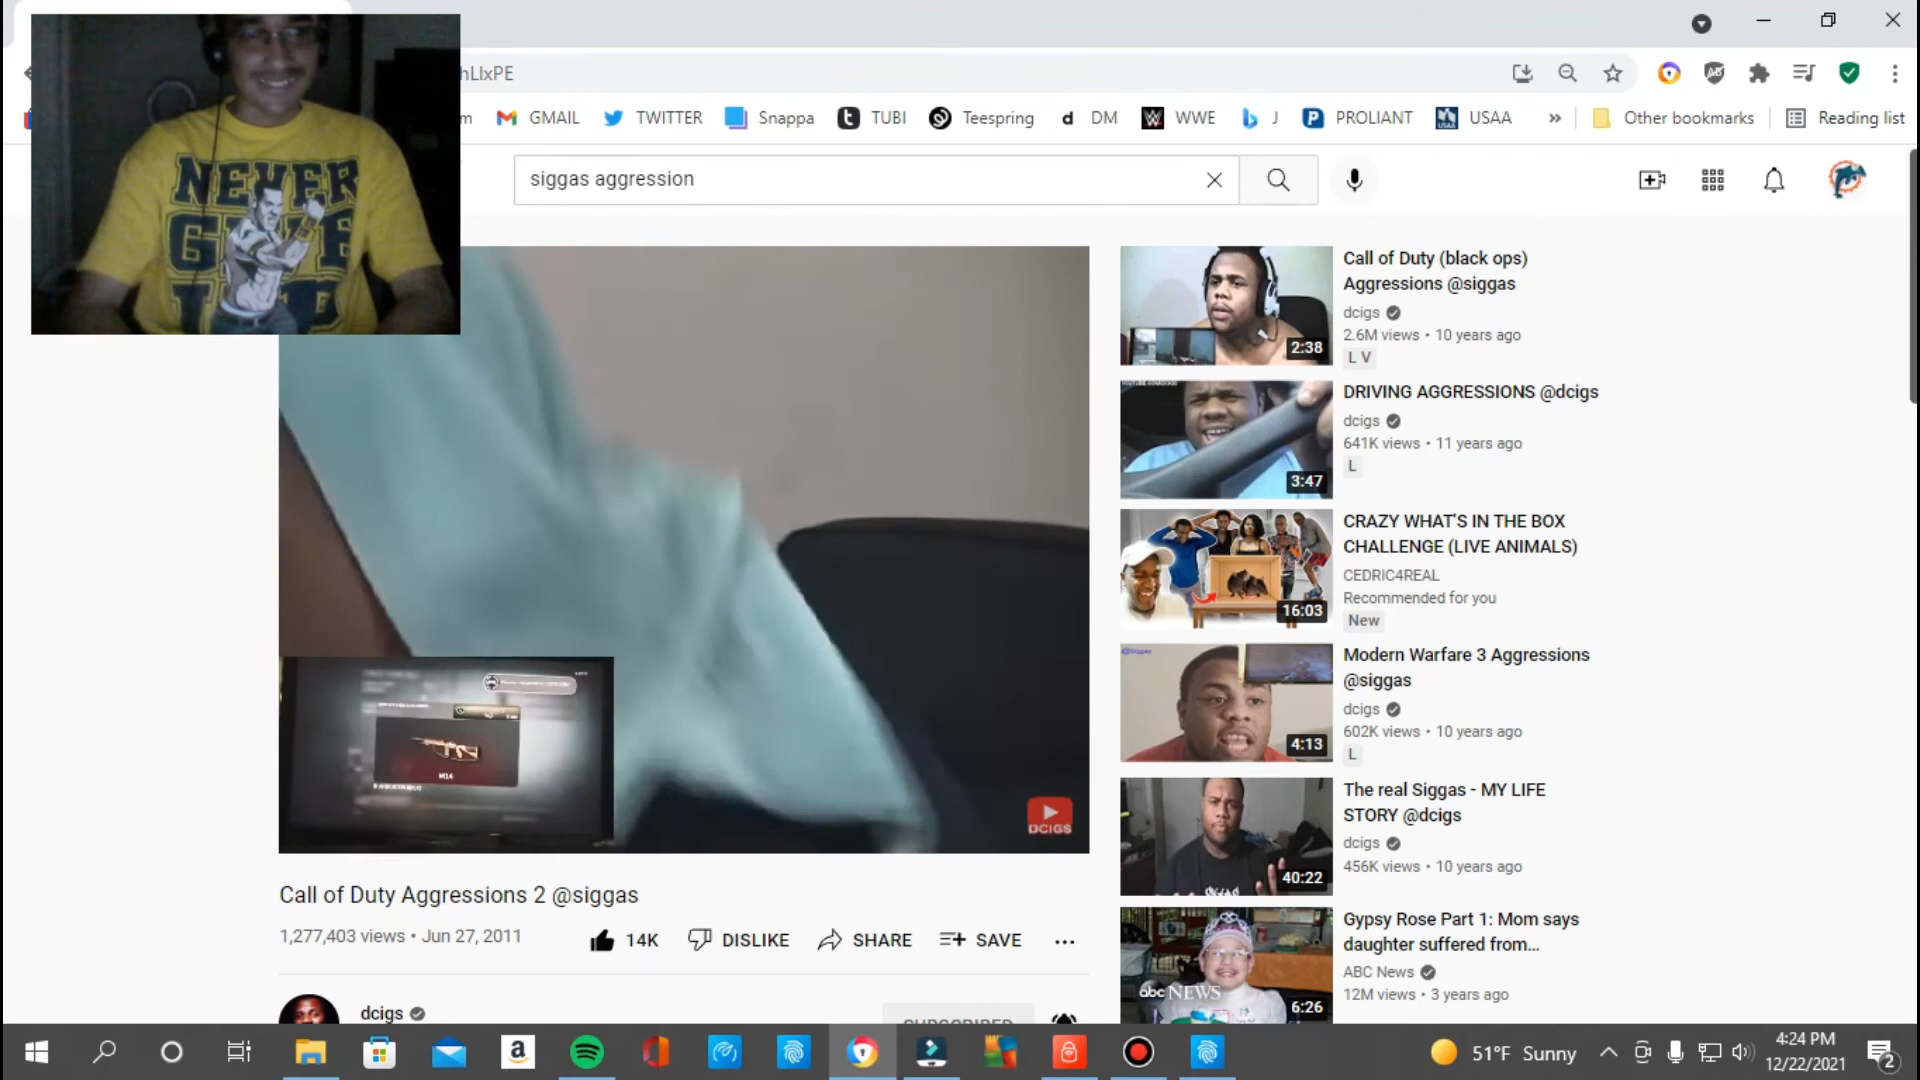 hLIxPE
m
GMAIL
TWITTER
Snappa
TUBI
Teespring
d DM
WWE
J
PROLIANT
USAA
»
Other bookmarks
Reading list
NEVER
GIVE
siggas aggression
Call of Duty (black ops)
Aggressions @siggas
dcigs
2.6M views • 10 years ago
L V
2:38
DRIVING AGGRESSIONS @dcigs
dcigs
641K views • 11 years ago
L
3:47
CRAZY WHAT'S IN THE BOX
CHALLENGE (LIVE ANIMALS)
CEDRIC4REAL
Recommended for you
New
16:03
Modern Warfare 3 Aggressions
@siggas
dcigs
602K views • 10 years ago
L
4:13
The real Siggas - MY LIFE
STORY @dcigs
dcigs
456K views • 10 years ago
40:22
Gypsy Rose Part 1: Mom says
daughter suffered from...
ABC News
12M views • 3 years ago
abc NEWS
6:26
M14
DCIGS
Call of Duty Aggressions 2 @siggas
1,277,403 views • Jun 27, 2011
14K
DISLIKE
SHARE
SAVE
dcigs
SUBSCRIBED
51°F Sunny
4:24 PM
12/22/2021
2